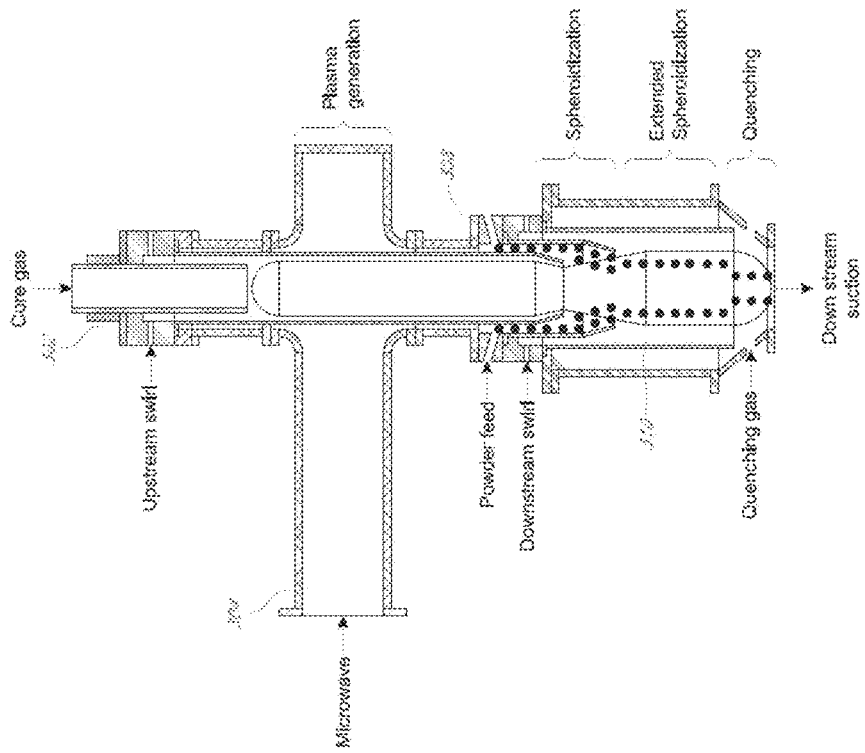 Core gas
Upstream swirl
Plasma
generation
Microwave
Powder feed
Downstream swirl
Spheroidization
Extended
Spheroidization
Quenching
Quenching gas
Down stream
suction